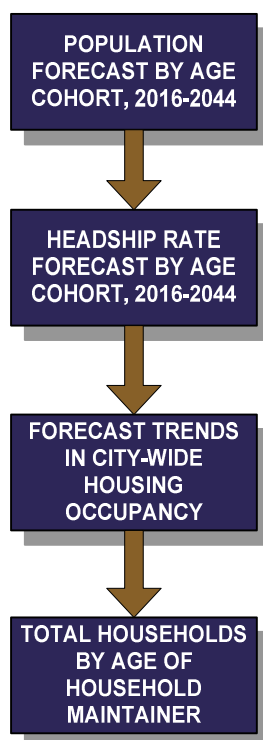 POPULATION
FORECAST BY AGE
COHORT, 2016-2044
HEADSHIP RATE
FORECAST BY AGE
COHORT, 2016-2044
FORECAST TRENDS
IN CITY-WIDE
HOUSING
OCCUPANCY
TOTAL HOUSEHOLDS
BY AGE OF
HOUSEHOLD
MAINTAINER